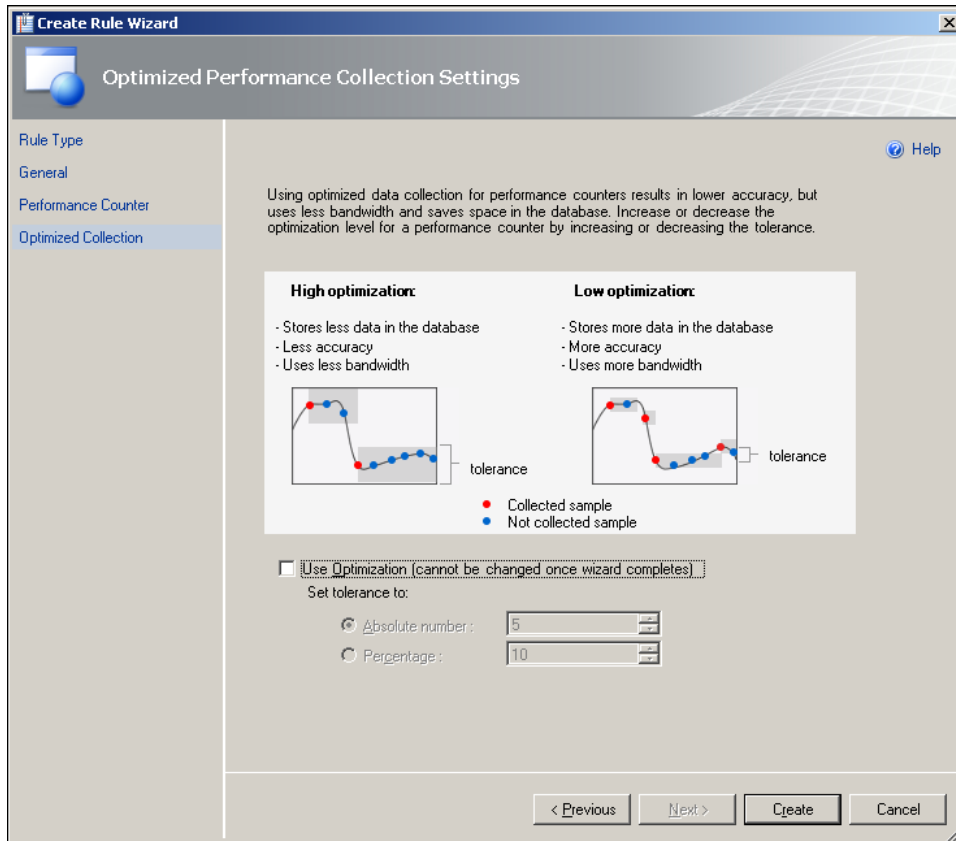 Create Rule Wizard
Optimized Performance Collection Settings
Rule Type
General
Performance Counter
Optimized Collection
Help
Using optimized data collection for performance counters results in lower accuracy, but
uses less bandwidth and saves space in the database. Increase or decrease the
optimization level for a performance counter by increasing or decreasing the tolerance.
High optimization:
- Stores less data in the database
- Less accuracy
- Uses less bandwidth
tolerance
Low optimization:
- Stores more data in the database
- More accuracy
- Uses more bandwidth
tolerance
Collected sample
Not collected sample
Use Optimization (cannot be changed once wizard completes)
Set tolerance to:
Absolute number : 5
Percentage : 10
< Previous
Next >
Create
Cancel